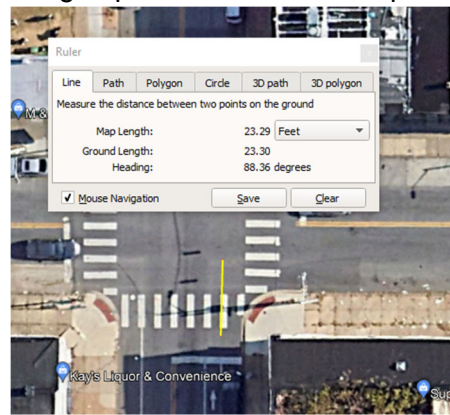 Ruler
Line Path Polygon Circle 3D path 3D polygon
Measure the distance between two points on the ground
Map Length: 23.29 Feet
Ground Length: 23.30
Heading: 88.36 degrees
Mouse Navigation Save Clear
M &
Kay's Liquor & Convenience
Sup